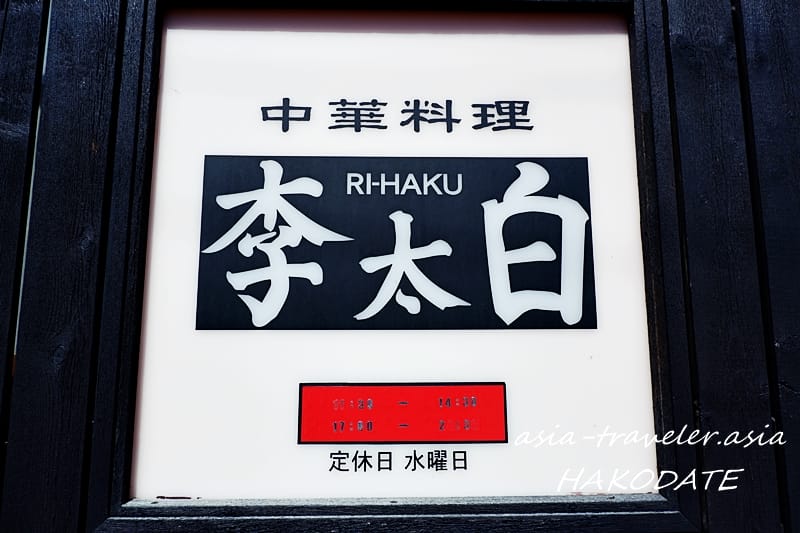 中華料理
RI-HAKU
李太白
11:30 － 14:30
17:00 －
定休日 水曜日
asia-traveler.asia
HAKODATE